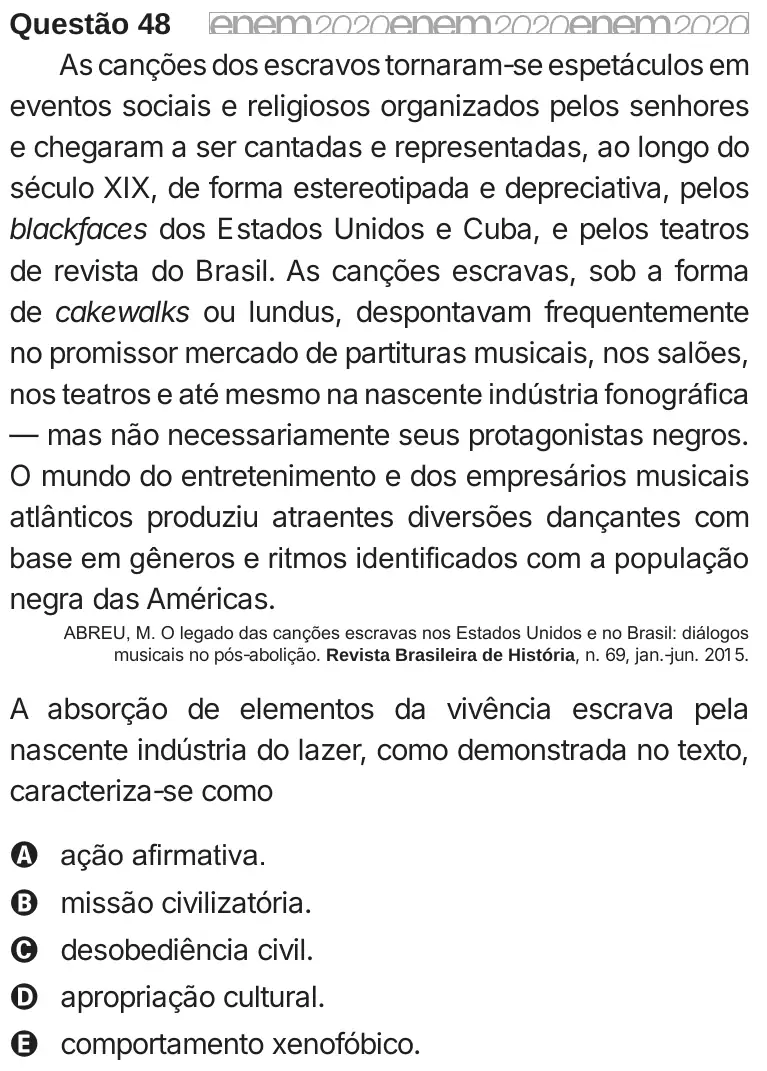 Questão 48 enem2020enem2020enem2020
As canções dos escravos tornaram-se espetáculos em
eventos sociais e religiosos organizados pelos senhores
e chegaram a ser cantadas e representadas, ao longo do
século XIX, de forma estereotipada e depreciativa, pelos
blackfaces dos Estados Unidos e Cuba, e pelos teatros
de revista do Brasil. As canções escravas, sob a forma
de cakewalks ou lundus, despontavam frequentemente
no promissor mercado de partituras musicais, nos salões,
nos teatros e até mesmo na nascente indústria fonográfica
— mas não necessariamente seus protagonistas negros.
O mundo do entretenimento e dos empresários musicais
atlânticos produziu atraentes diversões dançantes com
base em gêneros e ritmos identificados com a população
negra das Américas.
ABREU, M. O legado das canções escravas nos Estados Unidos e no Brasil: diálogos
musicais no pós-abolição. Revista Brasileira de História, n. 69, jan.-jun. 2015.
A absorção de elementos da vivência escrava pela
nascente indústria do lazer, como demonstrada no texto,
caracteriza-se como
A ação afirmativa.
B missão civilizatória.
C desobediência civil.
D apropriação cultural.
E comportamento xenofóbico.